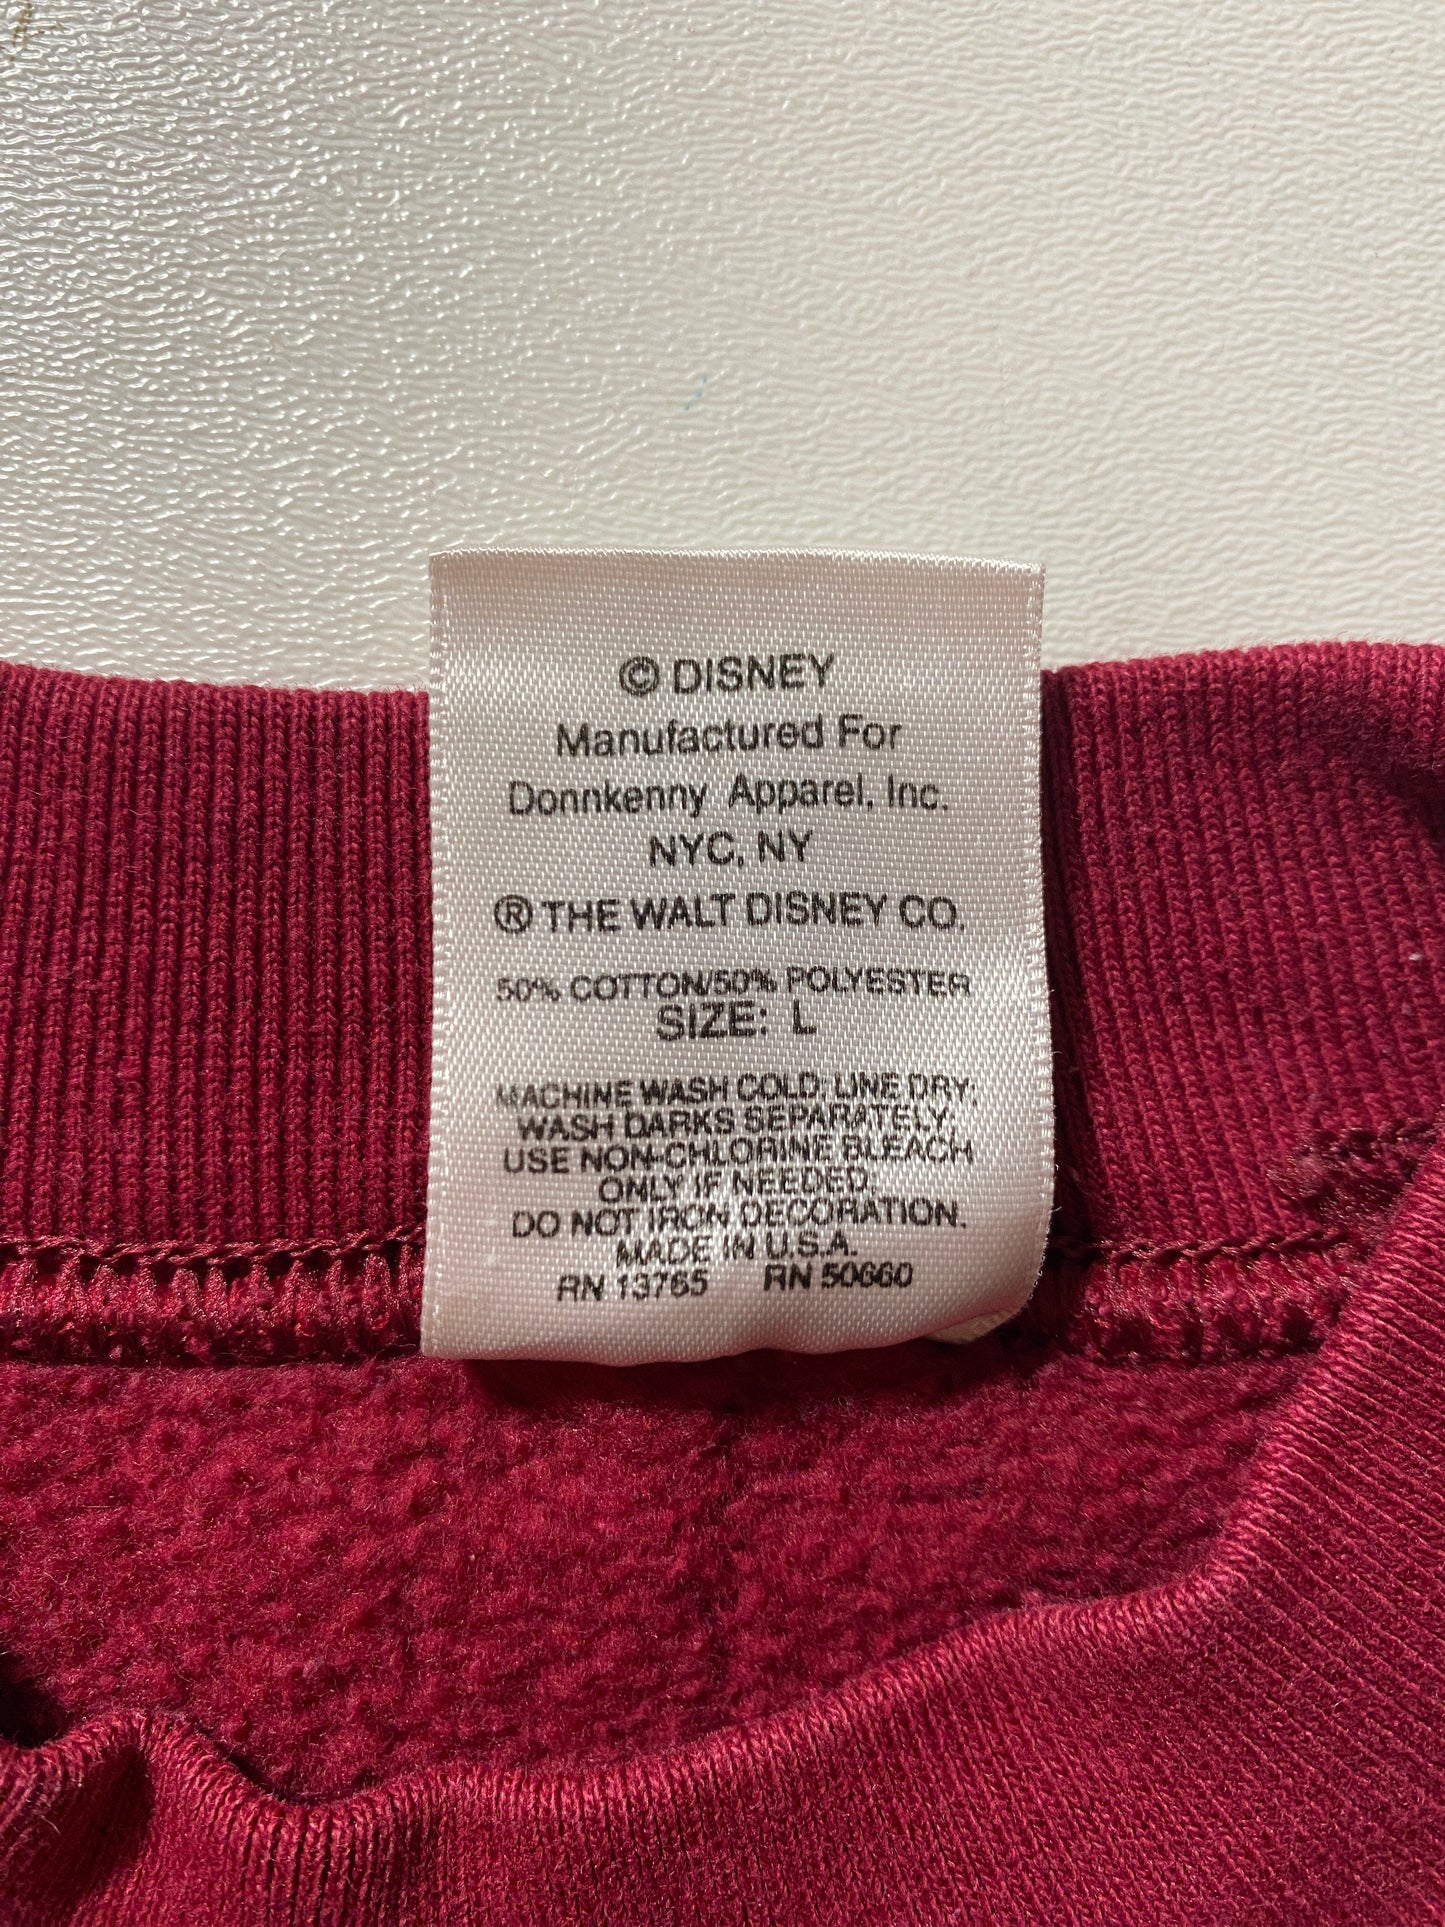 © DISNEY
Manufactured For
Donnkenny Apparel, Inc.
NYC, NY
® THE WALT DISNEY CO.
50% COTTON/50% POLYESTER
SIZE: L
MACHINE WASH COLD; LINE DRY;
WASH DARKS SEPARATELY.
USE NON-CHLORINE BLEACH
ONLY IF NEEDED.
DO NOT IRON DECORATION.
MADE IN U.S.A.
RN 13765 RN 50660